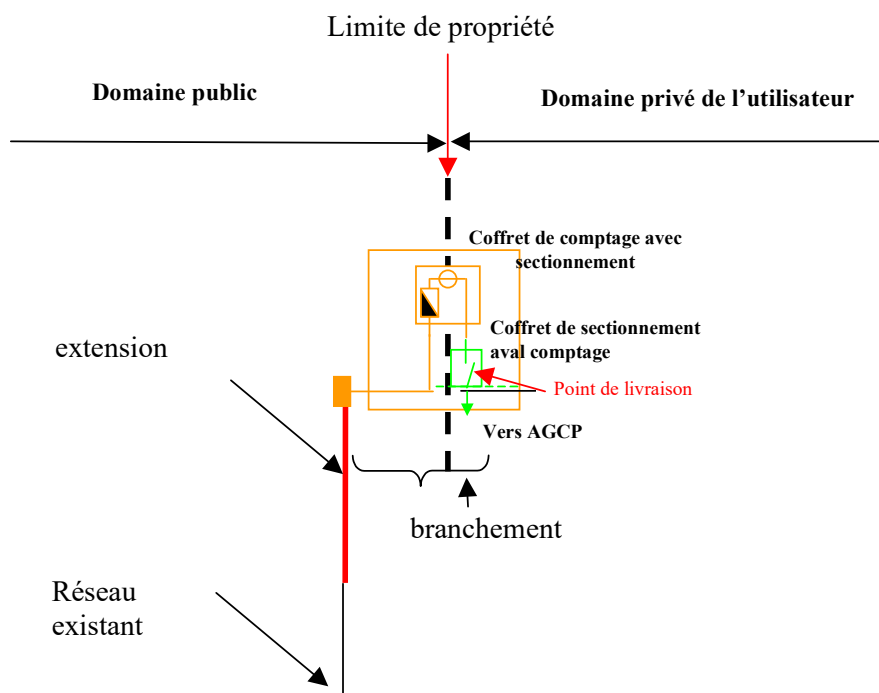 Limite de propriété
Domaine public
Domaine privé de l’utilisateur
Coffret de comptage avec
sectionnement
Coffret de sectionnement
aval comptage
extension
Point de livraison
Vers AGCP
branchement
Réseau
existant